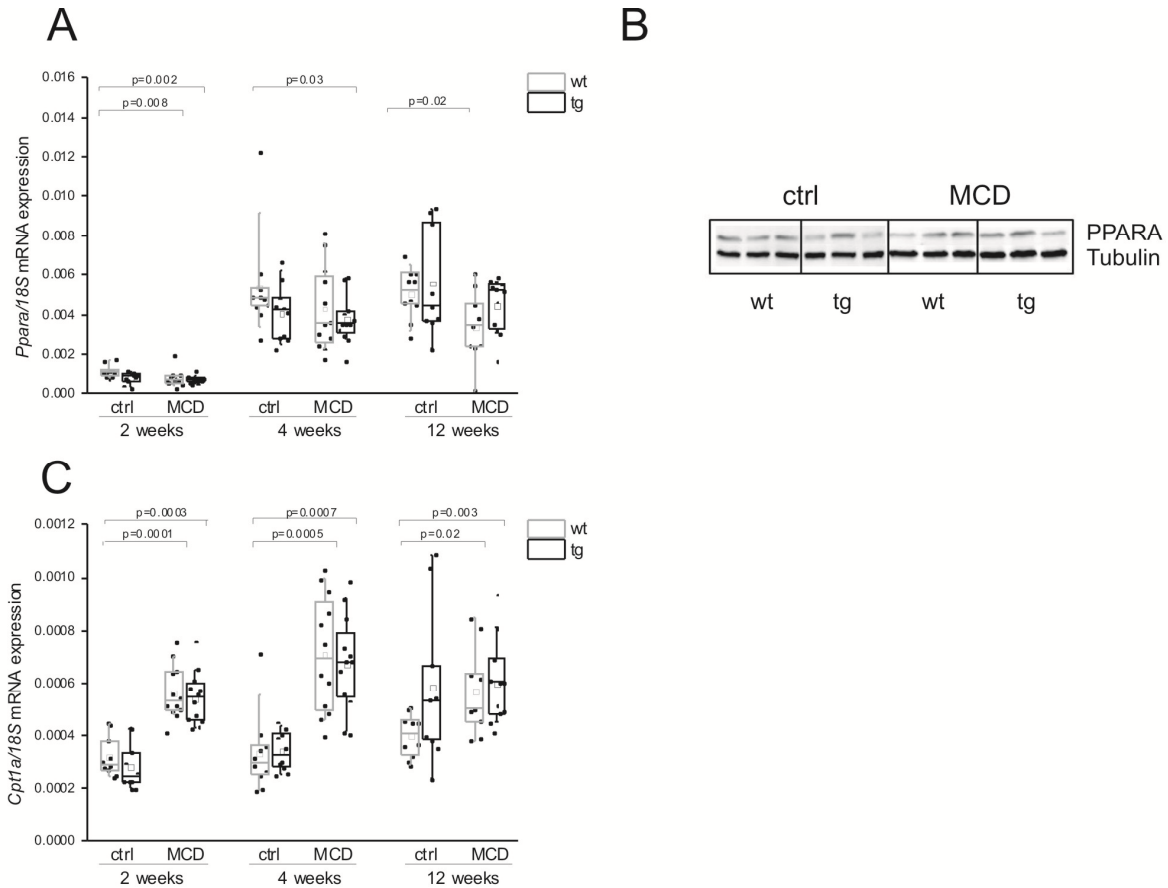 A
B
p=0.002
p=0.008
p=0.03
p=0.02
wt
tg
Ppara/18S mRNA expression
0.016
0.014
0.012
0.010
0.008
0.006
0.004
0.002
0.000
ctrl MCD ctrl MCD ctrl MCD
2 weeks 4 weeks 12 weeks
ctrl MCD
PPARA
Tubulin
wt tg wt tg
C
p=0.0003
p=0.0001
p=0.0007
p=0.0005
p=0.003
p=0.02
wt
tg
Cpt1a/18S mRNA expression
0.0012
0.0010
0.0008
0.0006
0.0004
0.0002
0.0000
ctrl MCD ctrl MCD ctrl MCD
2 weeks 4 weeks 12 weeks